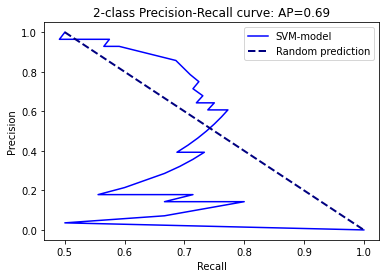 2-class Precision-Recall curve: AP=0.69
SVM-model
Random prediction
Precision
1.0
0.8
0.6
0.4
0.2
0.0
0.5
0.6
0.7
0.8
0.9
1.0
Recall